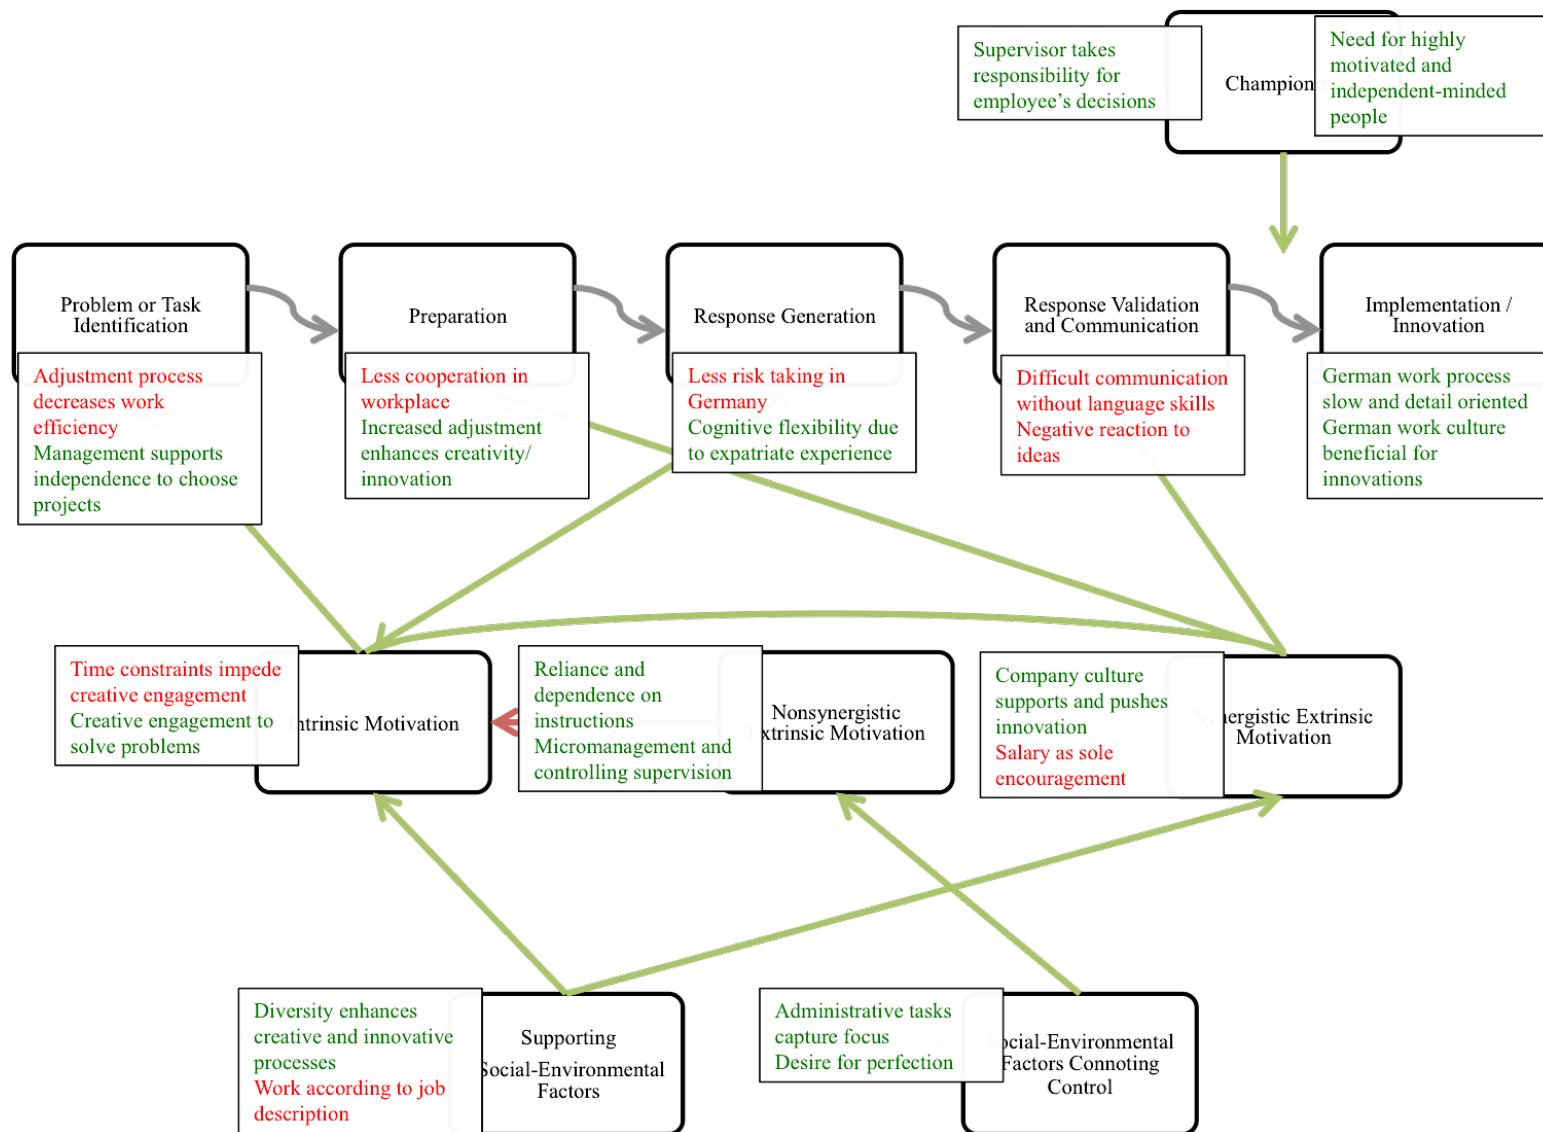 Supervisor takes
responsibility for
employee's decisions
Champion
Need for highly
motivated and
independent-minded
people
Problem or Task
Identification
Adjustment process
decreases work
efficiency
Management supports
independence to choose
projects
Preparation
Less cooperation in
workplace
Increased adjustment
enhances creativity/
innovation
Response Generation
Less risk taking in
Germany
Cognitive flexibility due
to expatriate experience
Response Validation
and Communication
Difficult communication
without language skills
Negative reaction to
ideas
Implementation /
Innovation
German work process
slow and detail oriented
German work culture
beneficial for
innovations
Time constraints impede
creative engagement
Creative engagement to
solve problems
Intrinsic Motivation
Reliance and
dependence on
instructions
Micromanagement and
controlling supervision
Nonsynergistic
Extrinsic Motivation
Company culture
supports and pushes
innovation
Salary as sole
encouragement
Synergistic Extrinsic
Motivation
Diversity enhances
creative and innovative
processes
Work according to job
description
Supporting
Social-Environmental
Factors
Administrative tasks
capture focus
Desire for perfection
Social-Environmental
Factors Connoting
Control